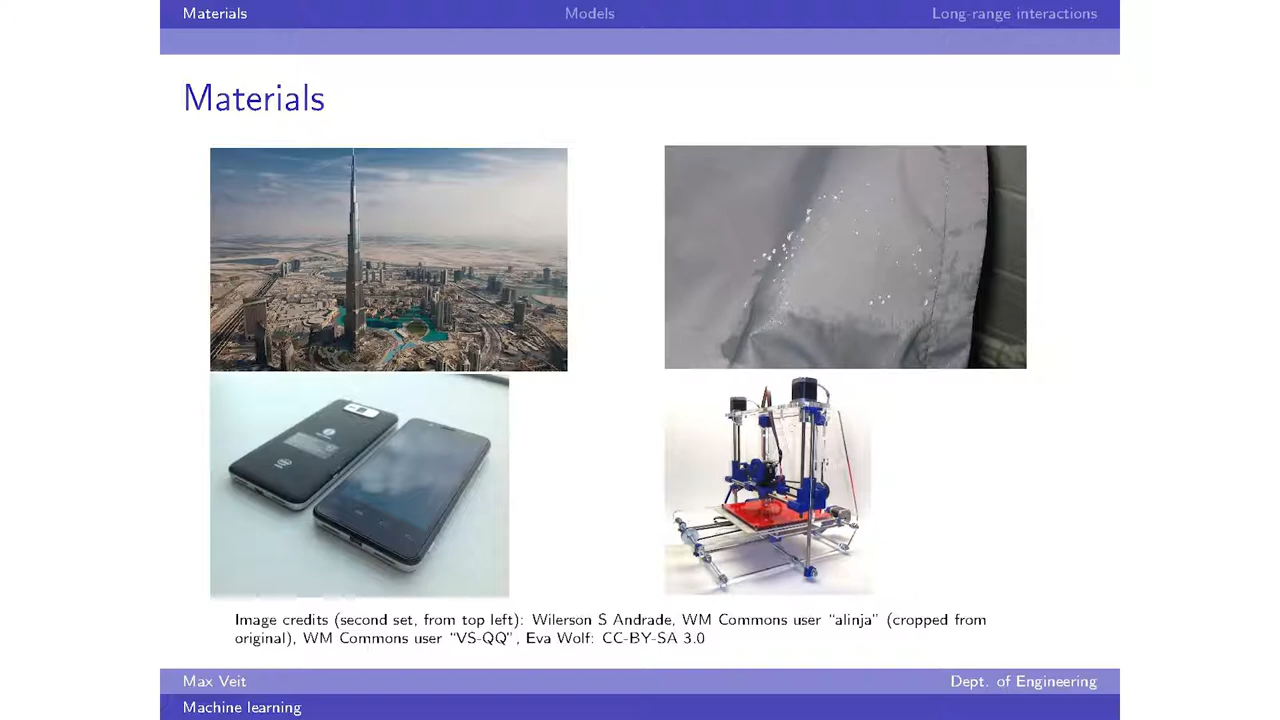 Materials Models Long-range interactions
Materials
intel
Image credits (second set, from top left): Wilerson S Andrade, WM Commons user “alinja” (cropped from
original), WM Commons user “VS-QQ”, Eva Wolf: CC-BY-SA 3.0
Max Veit Dept. of Engineering
Machine learning